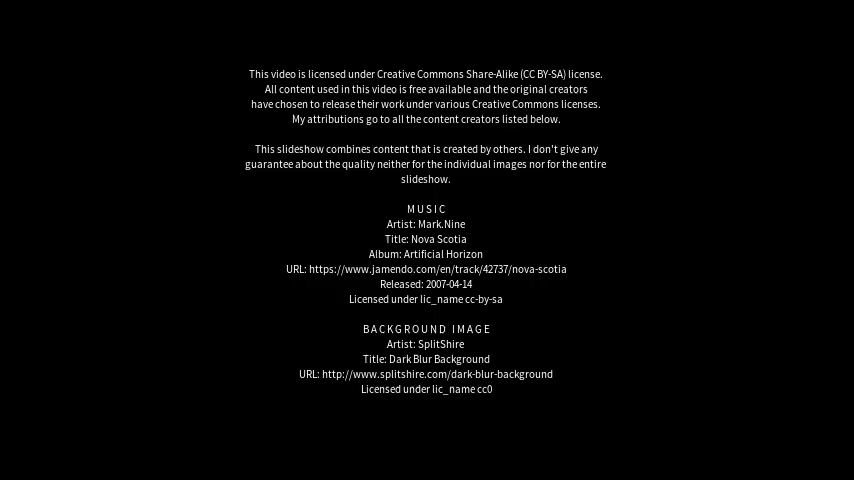 This video is licensed under Creative Commons Share-Alike (CC BY-SA) license.
All content used in this video is free available and the original creators
have chosen to release their work under various Creative Commons licenses.
My attributions go to all the content creators listed below.
This slideshow combines content that is created by others. I don't give any
guarantee about the quality neither for the individual images nor for the entire
slideshow.
MUSIC
Artist: Mark.Nine
Title: Nova Scotia
Album: Artificial Horizon
URL: https://www.jamendo.com/en/track/42737/nova-scotia
Released: 2007-04-14
Licensed under lic_name cc-by-sa
BACKGROUND IMAGE
Artist: SplitShire
Title: Dark Blur Background
URL: http://www.splitshire.com/dark-blur-background
Licensed under lic_name cc0